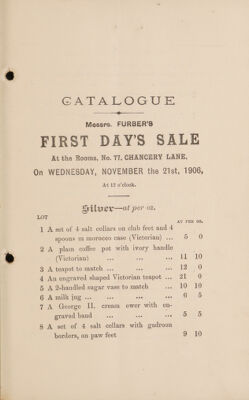 CATALOGUE
Messrs. FURBER'S
FIRST DAY'S SALE
At the Rooms, No. 77, CHANCERY LANE,
On WEDNESDAY, NOVEMBER the 21st, 1906,
At 12 o'clock.
Silver—at per oz.
LOT AT PER OZ.
1 A set of 4 salt cellars on club feet and 4
spoons in morocco case (Victorian) ... 5 0
2 A plain coffee pot with ivory handle
(Victorian) ... ... ... 11 10
3 A teapot to match ... ... ... 12 0
4 An engraved shaped Victorian teapot ... 21 0
5 A 2-handled sugar vase to match ... 10 10
6 A milk jug ... ... ... ... 6 5
7 A George II. cream ewer with en-
graved band ... ... ... 5 5
8 A set of 4 salt cellars with gadroon
borders, on paw feet 9 10